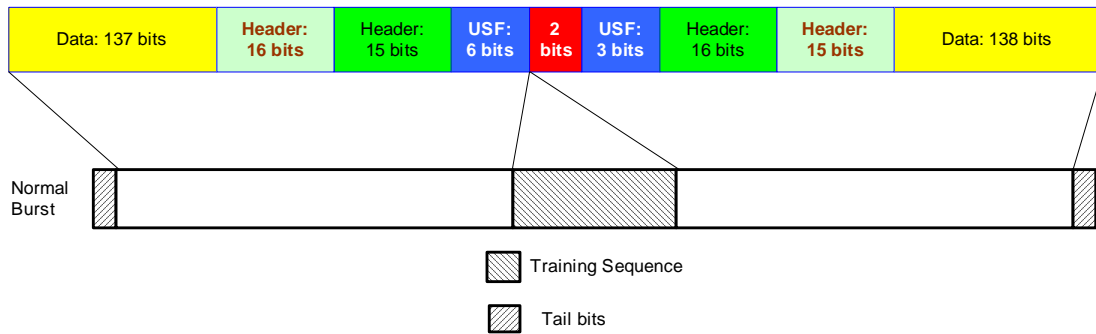 Data: 137 bits
Header:
16 bits
Header:
15 bits
USF:
6 bits
2
bits
USF:
3 bits
Header:
16 bits
Header:
15 bits
Data: 138 bits
Normal
Burst
Training Sequence
Tail bits